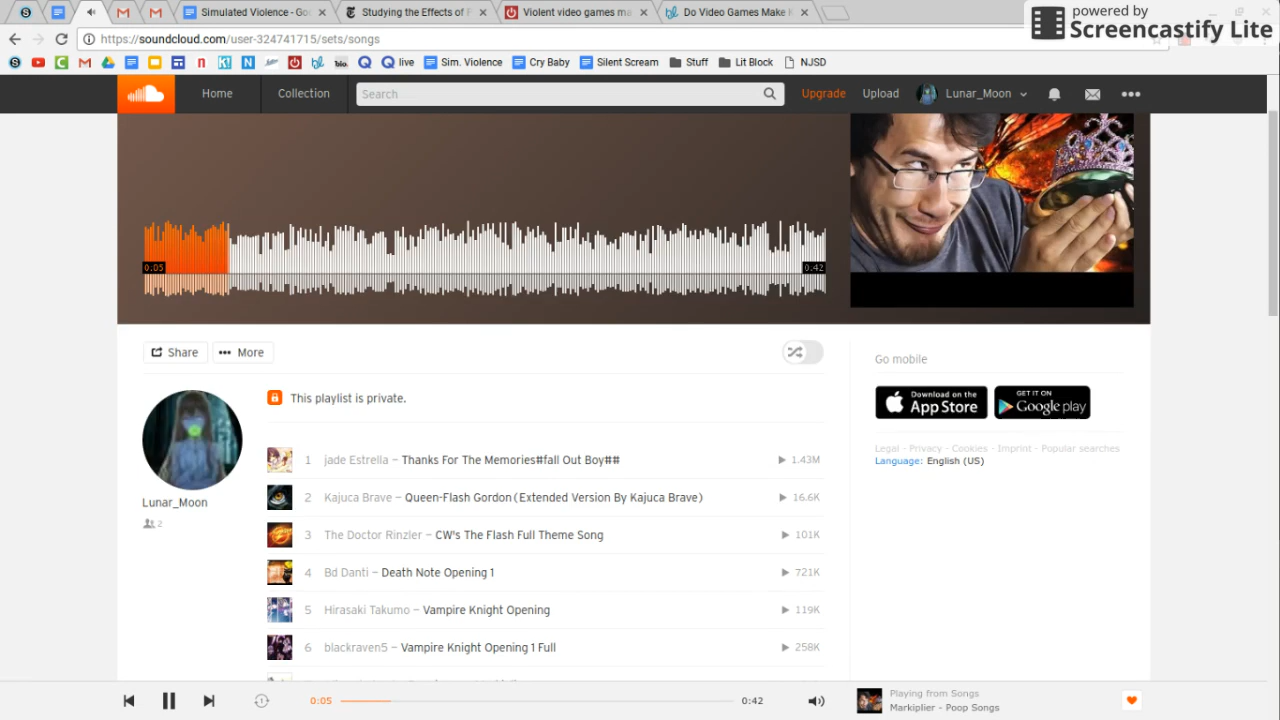 Simulated Violence - Goo
Studying the Effects of P
Violent video games ma
Do Video Games Make K
powered by
Screencastify Lite
https://soundcloud.com/user-324741715/sets/songs
live
Sim. Violence
Cry Baby
Silent Scream
Stuff
Lit Block
NJSD
Home
Collection
Search
Upgrade
Upload
Lunar_Moon
0:05
0:42
Share
More
Go mobile
Download on the
App Store
GET IT ON
Google play
This playlist is private.
Legal - Privacy - Cookies - Imprint - Popular searches
Language: English (US)
1 jade Estrella – Thanks For The Memories#fall Out Boy## 1.43M
2 Kajuca Brave – Queen-Flash Gordon(Extended Version By Kajuca Brave) 16.6K
Lunar_Moon
2
3 The Doctor Rinzler – CW's The Flash Full Theme Song 101K
4 Bd Danti – Death Note Opening 1 721K
5 Hirasaki Takumo – Vampire Knight Opening 119K
6 blackraven5 – Vampire Knight Opening 1 Full 258K
0:05
0:42
Playing from Songs
Markiplier - Poop Songs